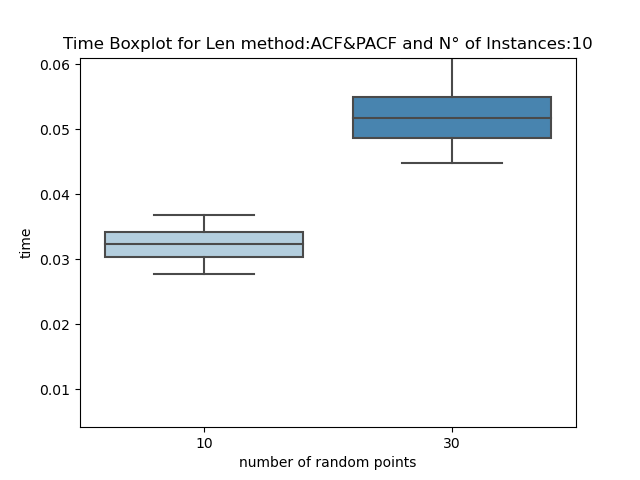 Time Boxplot for Len method:ACF&PACF and N° of Instances:10
0.06
0.05
0.04
0.03
0.02
0.01
time
10
30
number of random points